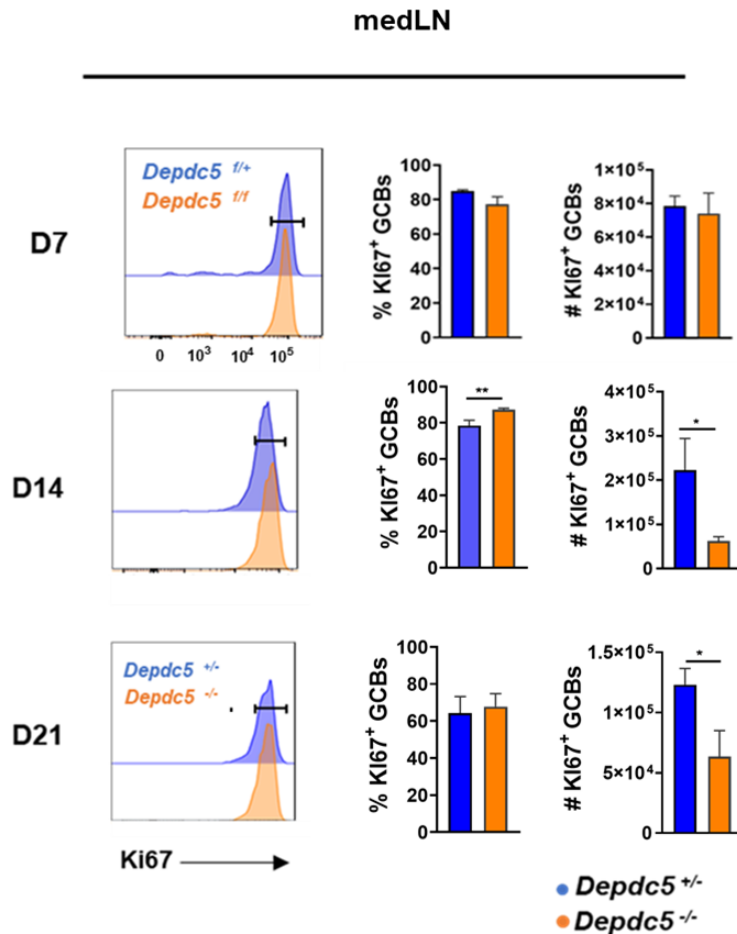 medLN
D7
Depdc5 f/+
Depdc5 f/f
0 10³ 10⁴ 10⁵
% KI67⁺ GCBs
100
80
60
40
20
0
# KI67⁺ GCBs
1×10⁵
8×10⁴
6×10⁴
4×10⁴
2×10⁴
0
D14
% KI67⁺ GCBs
100
80
60
40
20
0
**
# KI67⁺ GCBs
4×10⁵
3×10⁵
2×10⁵
1×10⁵
0
*
D21
Depdc5 +/-
Depdc5 -/-
Ki67
% KI67⁺ GCBs
100
80
60
40
20
0
# KI67⁺ GCBs
1.5×10⁵
1×10⁵
5×10⁴
0
*
Depdc5 +/-
Depdc5 -/-